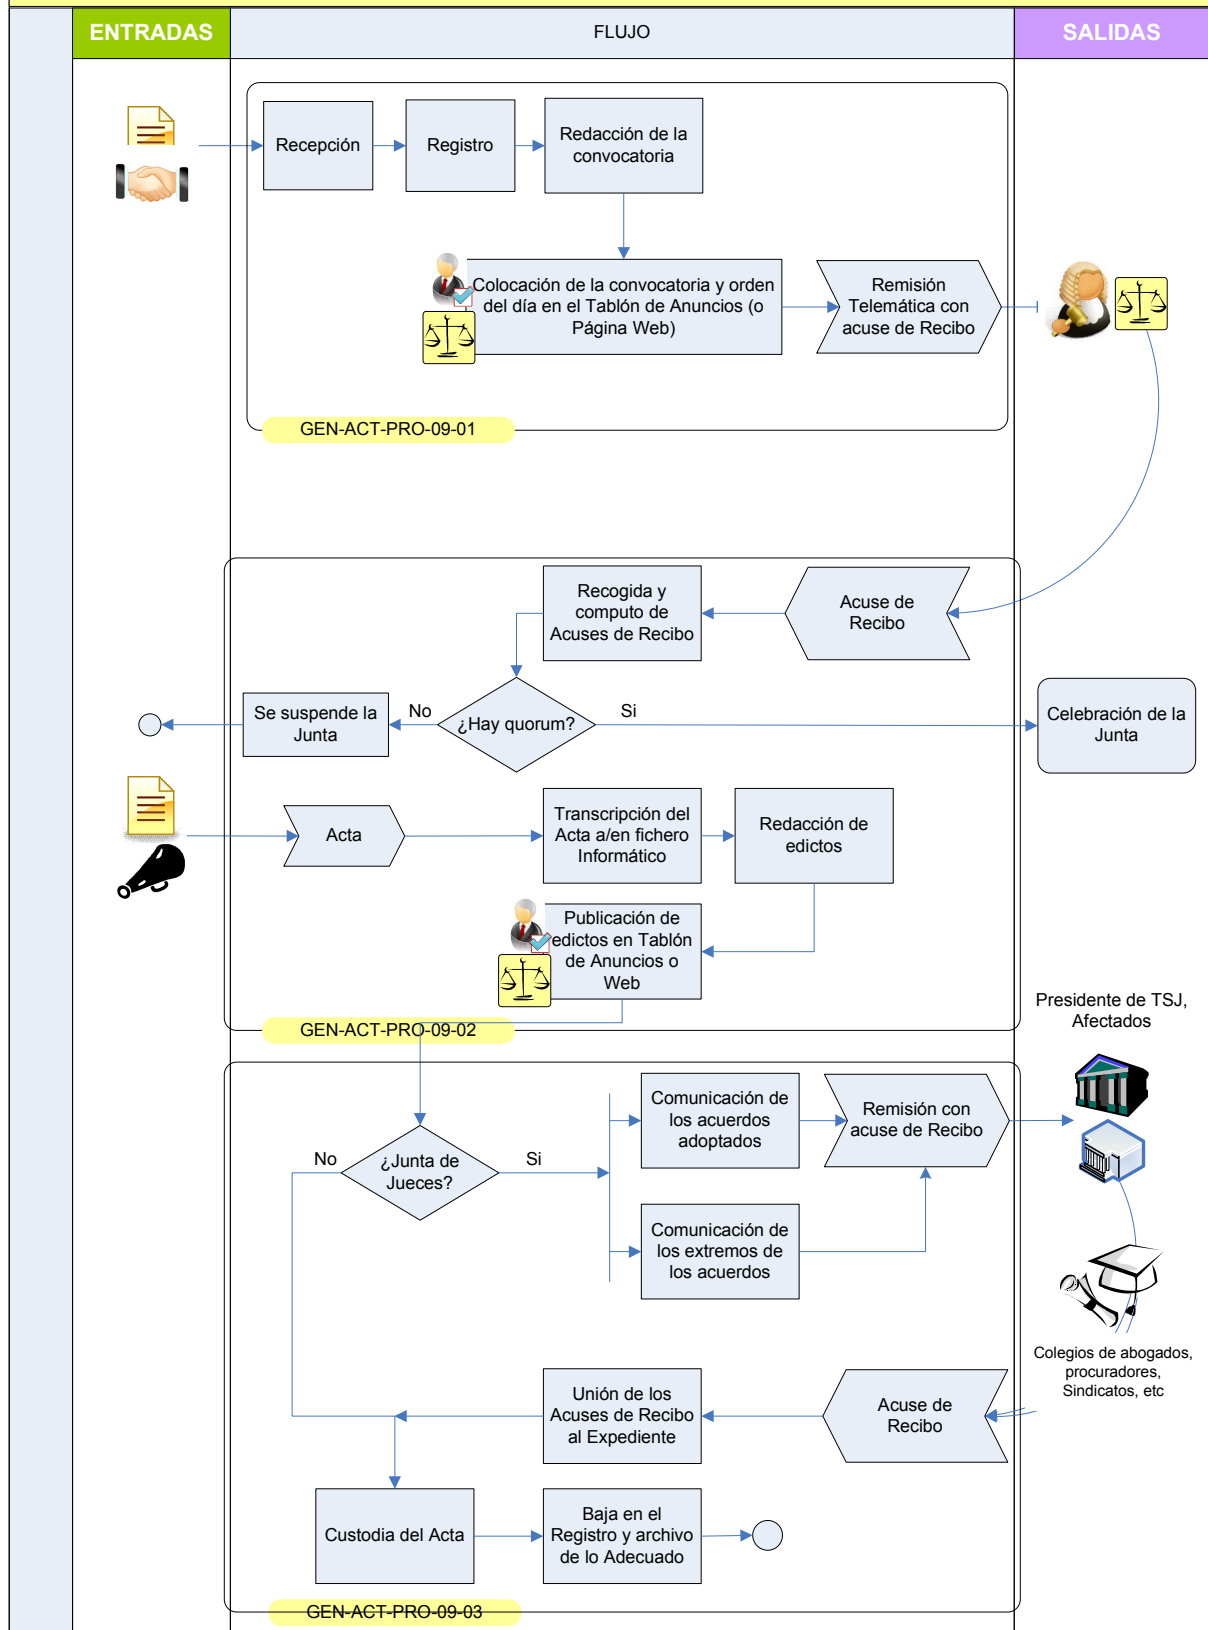 ENTRADAS
FLUJO
SALIDAS
Recepción
Registro
Redacción de la
convocatoria
Colocación de la convocatoria y orden
del día en el Tablón de Anuncios (o
Página Web)
Remisión
Telemática con
acuse de Recibo
GEN-ACT-PRO-09-01
Recogida y
computo de
Acuses de Recibo
Acuse de
Recibo
Se suspende la
Junta
No
¿Hay quorum?
Si
Celebración de la
Junta
Acta
Transcripción del
Acta a/en fichero
Informático
Redacción de
edictos
Publicación de
edictos en Tablón
de Anuncios o
Web
GEN-ACT-PRO-09-02
Presidente de TSJ,
Afectados
Comunicación de
los acuerdos
adoptados
Remisión con
acuse de Recibo
No
¿Junta de
Jueces?
Si
Comunicación de
los extremos de
los acuerdos
Colegios de abogados,
procuradores,
Sindicatos, etc
Unión de los
Acuses de Recibo
al Expediente
Acuse de
Recibo
Custodia del Acta
Baja en el
Registro y archivo
de lo Adecuado
GEN-ACT-PRO-09-03